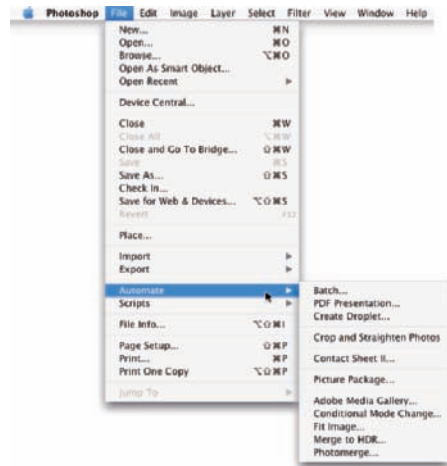 Photoshop File Edit Image Layer Select Filter View Window Help
New... ⌘N
Open... ⌘O
Browse... ⌥⌘O
Open As Smart Object...
Open Recent
Device Central...
Close ⌘W
Close All ⌥⌘W
Close and Go To Bridge... ⇧⌘W
Save ⌘S
Save As... ⇧⌘S
Check In...
Save for Web & Devices... ⌥⇧⌘S
Revert F12
Place...
Import
Export
Automate
Scripts
File Info... ⌥⇧⌘I
Page Setup... ⇧⌘P
Print... ⌘P
Print One Copy ⌥⇧⌘P
Jump To
Batch...
PDF Presentation...
Create Droplet...
Crop and Straighten Photos
Contact Sheet II...
Picture Package...
Adobe Media Gallery...
Conditional Mode Change...
Fit Image...
Merge to HDR...
Photomerge...